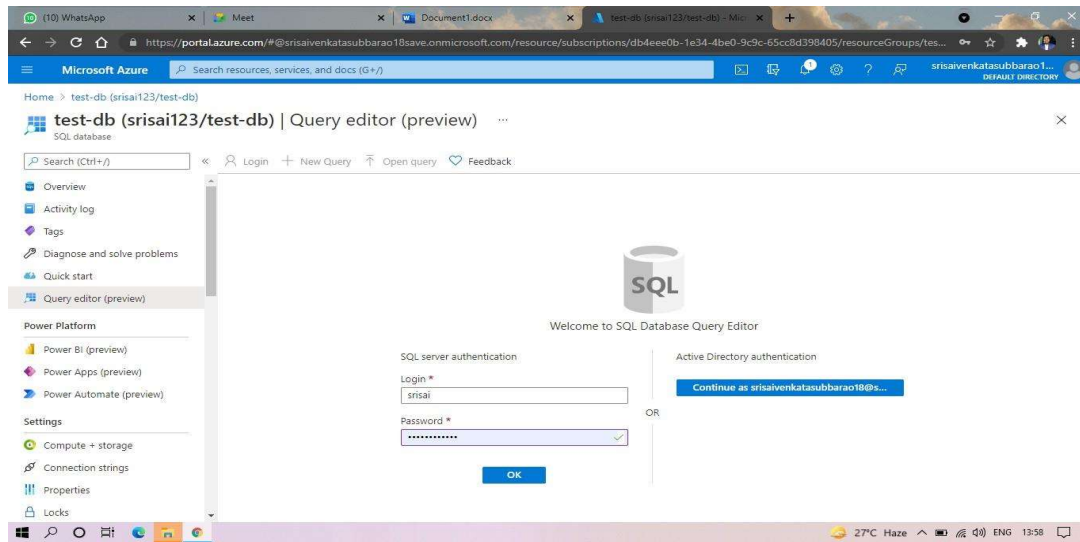 (10) WhatsApp
Meet
Document1.docx
test-db (srisai123/test-db) - Mic
https://portal.azure.com/#@srisaivenkatasubbarao18save.onmicrosoft.com/resource/subscriptions/db4eee0b-1e34-4be0-9c9c-65cc8d398405/resourceGroups/tes...
Microsoft Azure
Search resources, services, and docs (G+/)
1
srisaivenkatasubbarao1...
DEFAULT DIRECTORY
Home > test-db (srisai123/test-db)
test-db (srisai123/test-db) | Query editor (preview) ...
SQL database
Search (Ctrl+/)
«
Login
New Query
Open query
Feedback
Overview
Activity log
Tags
Diagnose and solve problems
Quick start
Query editor (preview)
Power Platform
Power BI (preview)
Power Apps (preview)
Power Automate (preview)
Settings
Compute + storage
Connection strings
Properties
Locks
SQL
Welcome to SQL Database Query Editor
SQL server authentication
Login *
srisai
Password *
••••••••••••
OK
OR
Active Directory authentication
Continue as srisaivenkatasubbarao18@s...
27°C Haze
ENG
13:58